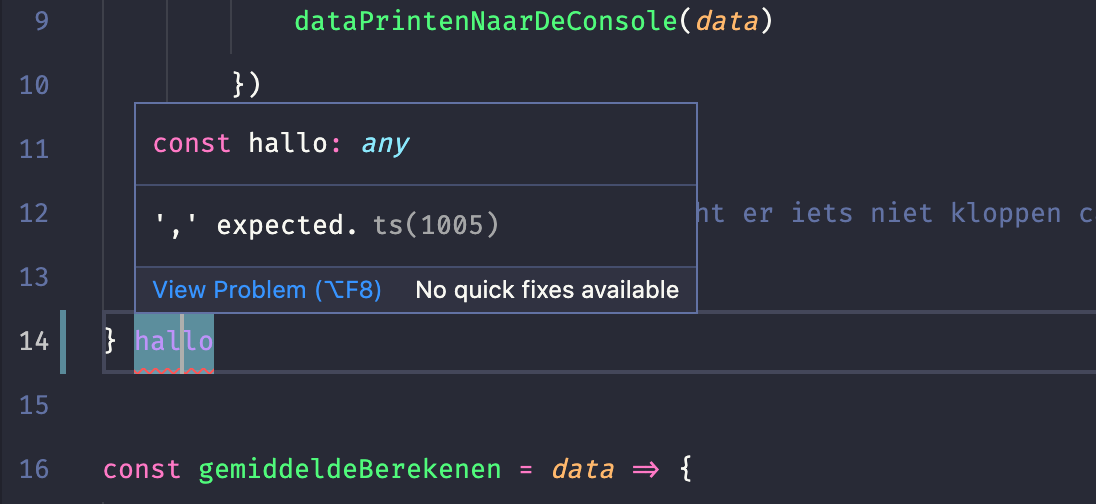 9 dataPrintenNaarDeConsole(data)
10 })
11
const hallo: any
',' expected. ts(1005)
12 er iets niet kloppen
13
View Problem (⌥F8) No quick fixes available
14 } hallo
15
16 const gemiddeldeBerekenen = data => {